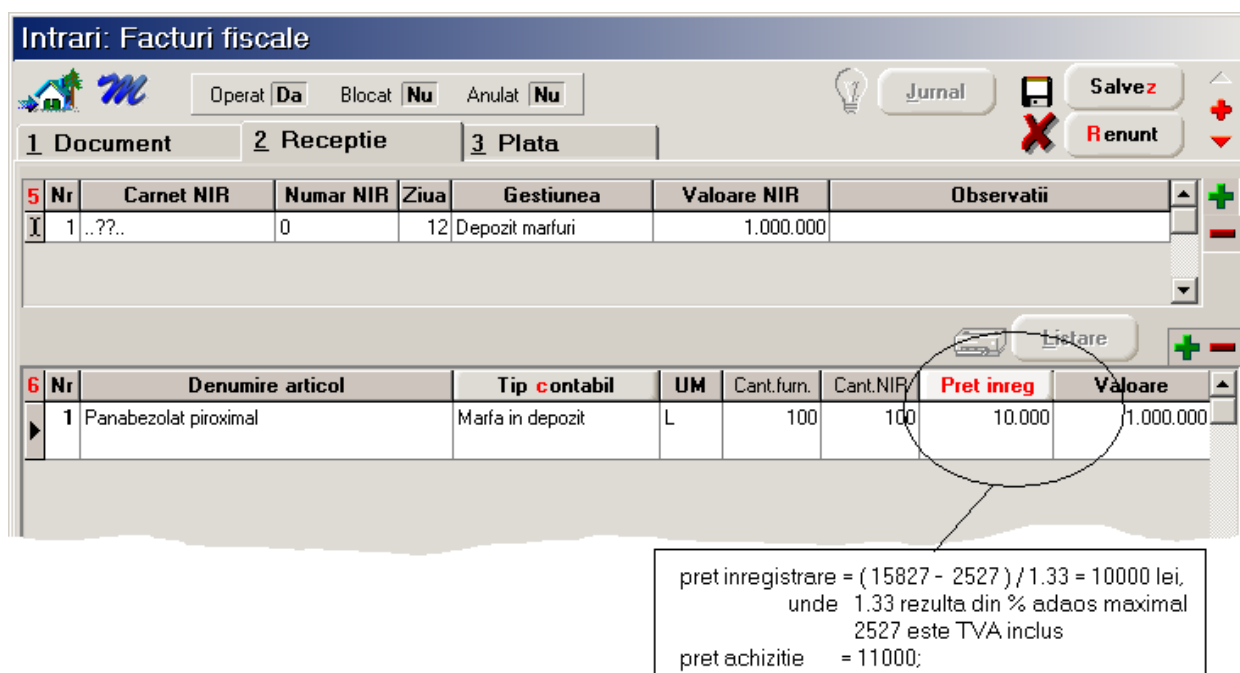 Intrari: Facturi fiscale
Operat Da Blocat Nu Anulat Nu
Jurnal
Salvez
Renunt
1 Document
2 Receptie
3 Plata
5 Nr Carnet NIR Numar NIR Ziua Gestiunea Valoare NIR Observatii
1 ..??.. 0 12 Depozit marfuri 1.000.000
Listare
6 Nr Denumire articol Tip contabil UM Cant.furn. Cant.NIR Pret inreg Valoare
1 Panabezolat piroximal Marfa in depozit L 100 100 10.000 1.000.000
pret inregistrare = ( 15827 - 2527 ) / 1.33 = 10000 lei,
unde 1.33 rezulta din % adaos maximal
2527 este TVA inclus
pret achizitie = 11000;